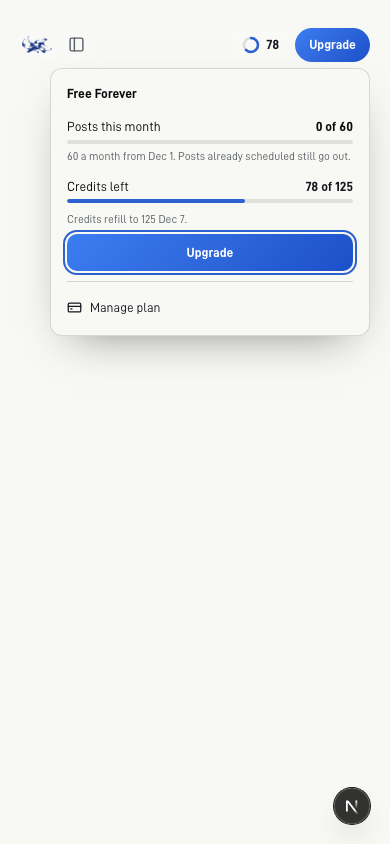 78
Upgrade
Free Forever
Posts this month 0 of 60
60 a month from Dec 1. Posts already scheduled still go out.
Credits left 78 of 125
Credits refill to 125 Dec 7.
Upgrade
Manage plan
N